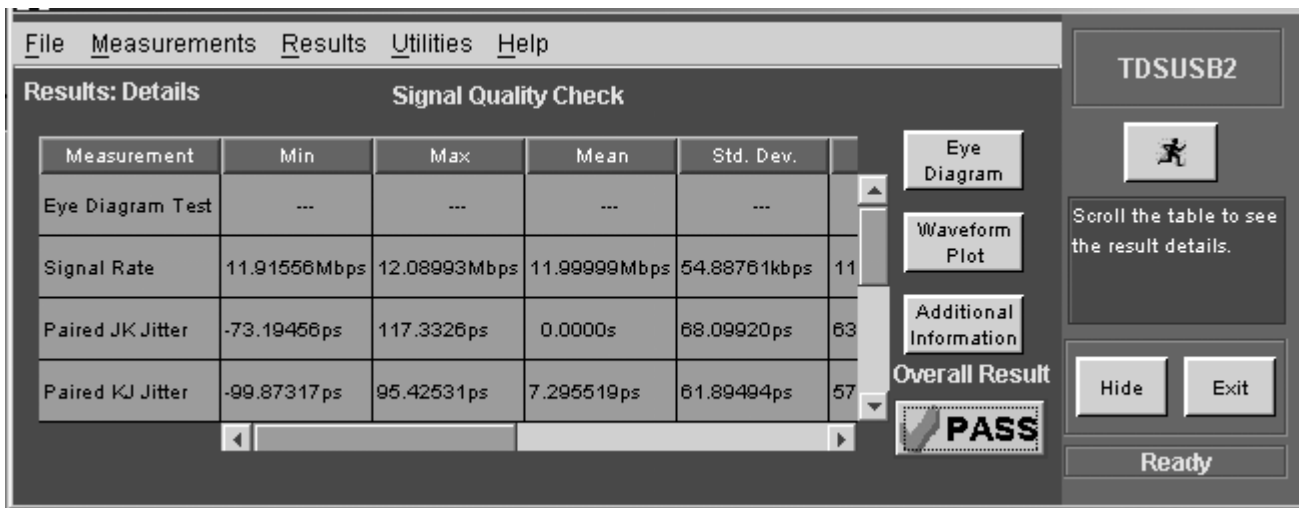 File Measurements Results Utilities Help
TDSUSB2
Results: Details
Signal Quality Check
Measurement Min Max Mean Std. Dev.
Eye Diagram Test --- --- --- ---
Signal Rate 11.91556Mbps 12.08993Mbps 11.99999Mbps 54.88761kbps 11
Paired JK Jitter -73.19456ps 117.3326ps 0.0000s 68.09920ps 63
Paired KJ Jitter -99.87317ps 95.42531ps 7.295519ps 61.89494ps 57
Eye
Diagram
Waveform
Plot
Additional
Information
Overall Result
PASS
Scroll the table to see
the result details.
Hide Exit
Ready